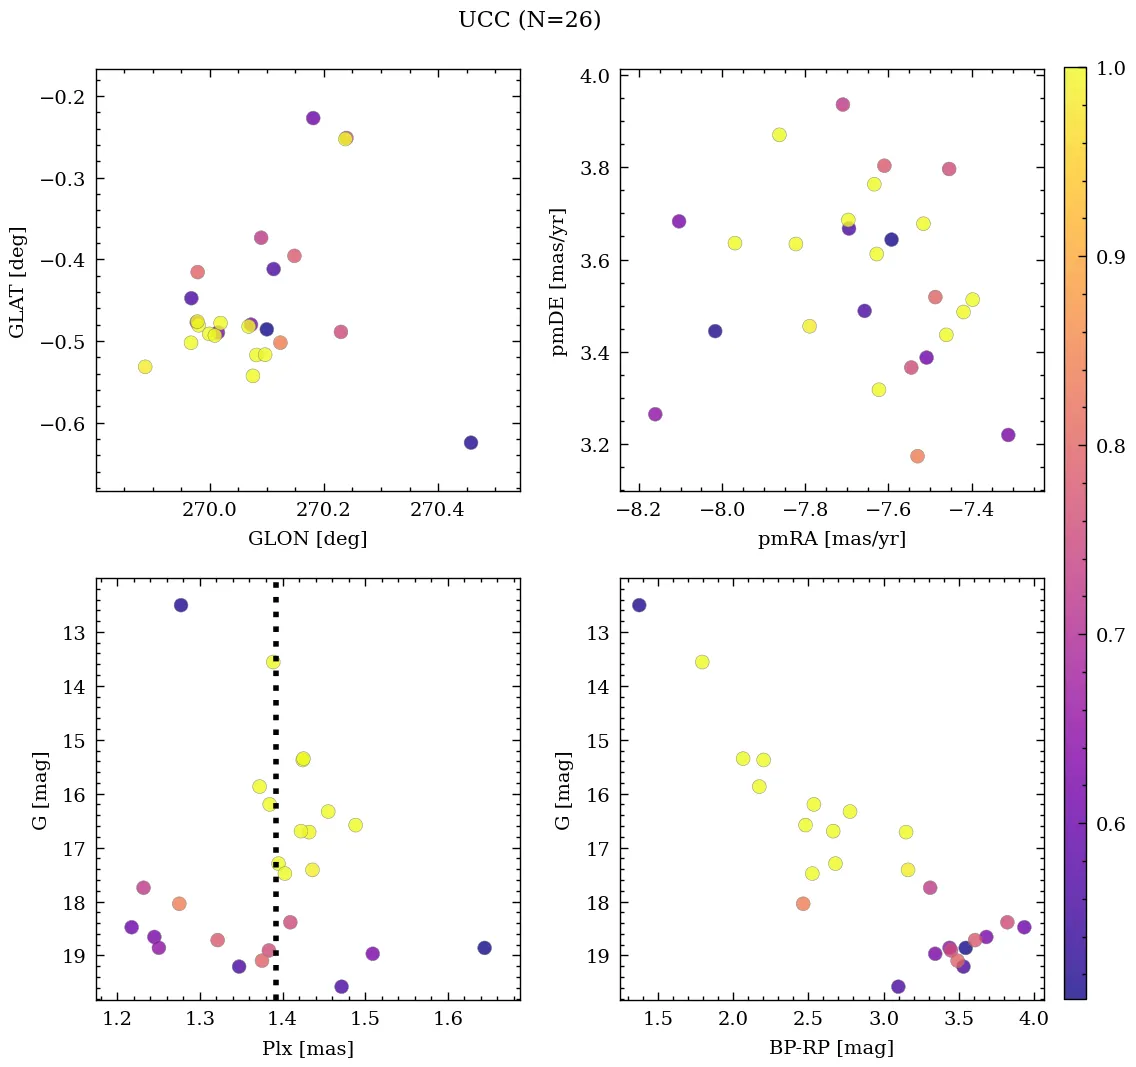 UCC (N=26)
−0.2
−0.3
−0.4
−0.5
−0.6
GLAT [deg]
270.0 270.2 270.4
GLON [deg]
4.0
3.8
3.6
3.4
3.2
pmDE [mas/yr]
−8.2 −8.0 −7.8 −7.6 −7.4
pmRA [mas/yr]
1.0
0.9
0.8
0.7
0.6
13
14
15
16
17
18
19
G [mag]
1.2 1.3 1.4 1.5 1.6
Plx [mas]
13
14
15
16
17
18
19
G [mag]
1.5 2.0 2.5 3.0 3.5 4.0
BP-RP [mag]